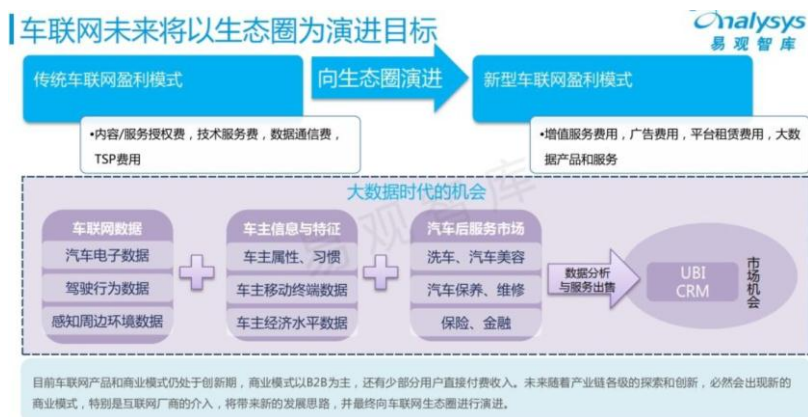 车联网未来将以生态圈为演进目标
analysys
易观智库
传统车联网盈利模式
向生态圈演进
新型车联网盈利模式
•内容/服务授权费，技术服务费，数据通信费，
TSP费用
•增值服务费用，广告费用，平台租赁费用，大数
据产品和服务
大数据时代的机会
车联网数据
汽车电子数据
驾驶行为数据
感知周边环境数据
车主信息与特征
车主属性、习惯
车主移动终端数据
车主经济水平数据
汽车后服务市场
洗车、汽车美容
汽车保养、维修
保险、金融
数据分析
与服务出售
UBI
CRM
市场机会
易观智库
目前车联网产品和商业模式仍处于创新期，商业模式以B2B为主，还有少部分用户直接付费收入。未来随着产业链各级的探索和创新，必然会出现新的
商业模式，特别是互联网厂商的介入，将带来新的发展思路，并最终向车联网生态圈进行演进。